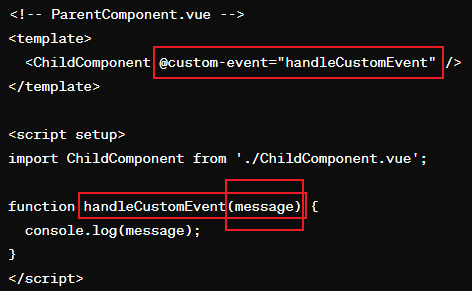 <!-- ParentComponent.vue -->
<template>
  <ChildComponent @custom-event="handleCustomEvent" />
</template>

<script setup>
import ChildComponent from './ChildComponent.vue';

function handleCustomEvent(message) {
  console.log(message);
}
</script>